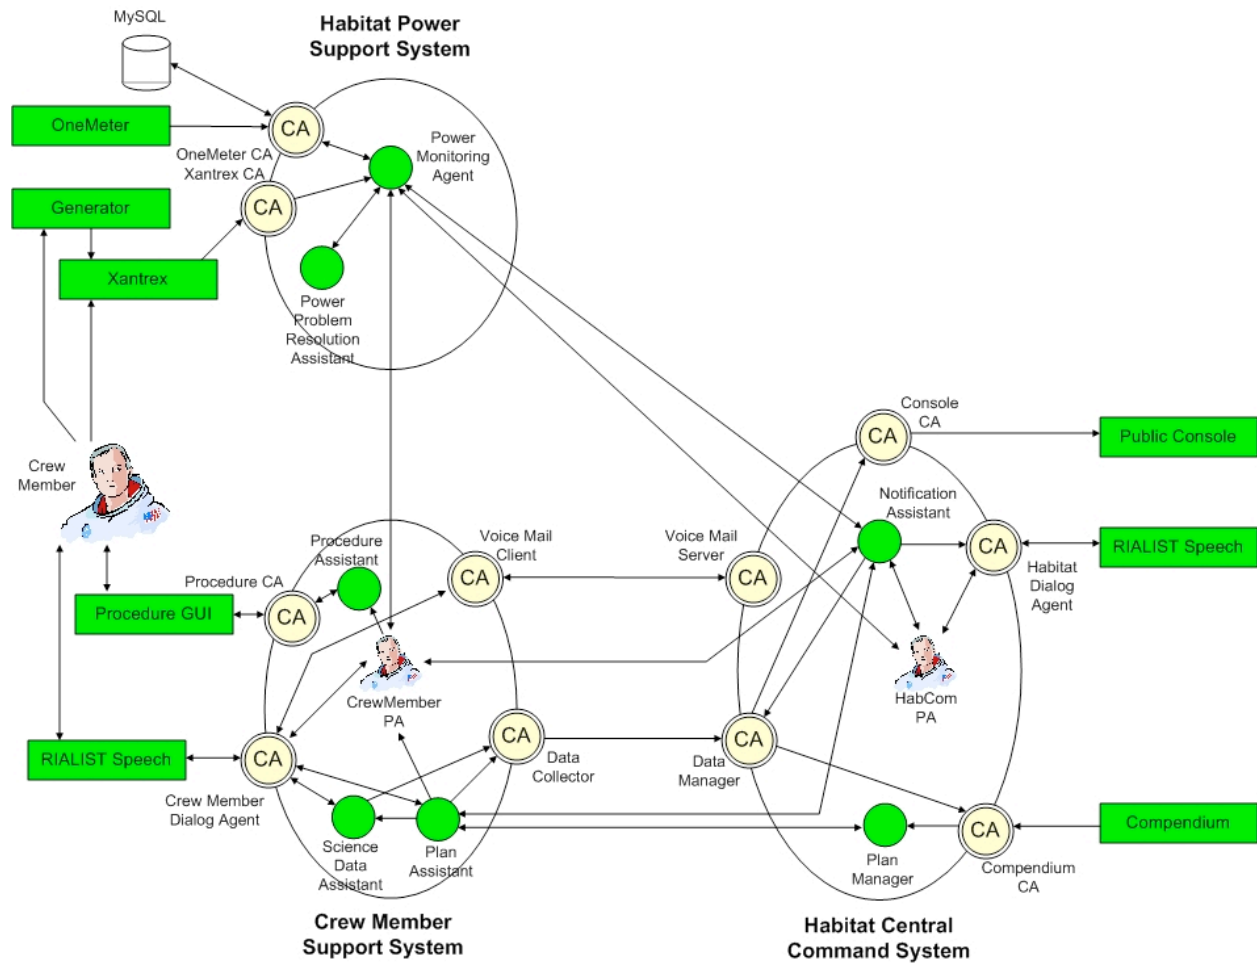 MySQL
Habitat Power
Support System
OneMeter
CA
Power
Monitoring
Agent
OneMeter CA
Xantrex CA
Generator
CA
Xantrex
Power
Problem
Resolution
Assistant
Crew
Member
Console
CA
CA
Public Console
Notification
Assistant
Procedure
Assistant
Voice Mail
Client
Voice Mail
Server
CA
RIALIST Speech
Habitat
Dialog
Agent
Procedure CA
CA
CA
Procedure GUI
CA
CrewMember
PA
HabCom
PA
RIALIST Speech
CA
CA
Data
Collector
CA
Data
Manager
Crew Member
Dialog Agent
Science
Data
Assistant
Plan
Assistant
Plan
Manager
CA
Compendium
Compendium
CA
Crew Member
Support System
Habitat Central
Command System